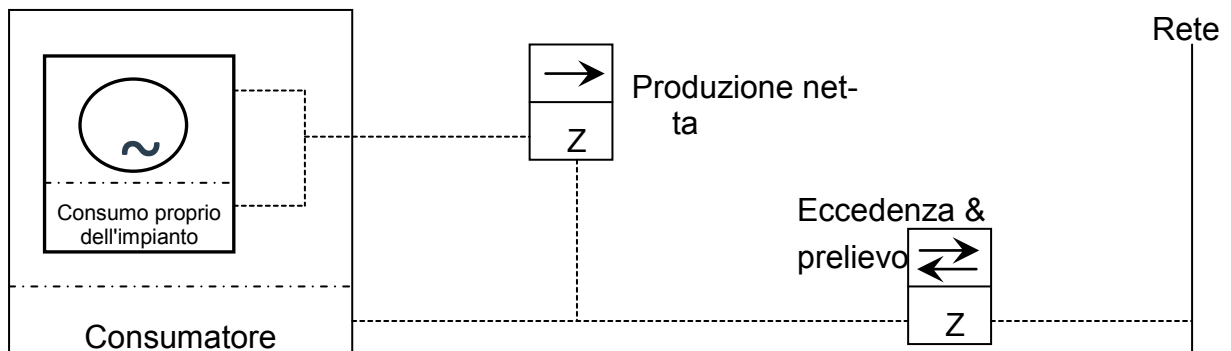 Rete
Produzione net-
ta
Z
~
Consumo proprio
dell'impianto
Eccedenza &
prelievo
Z
Consumatore